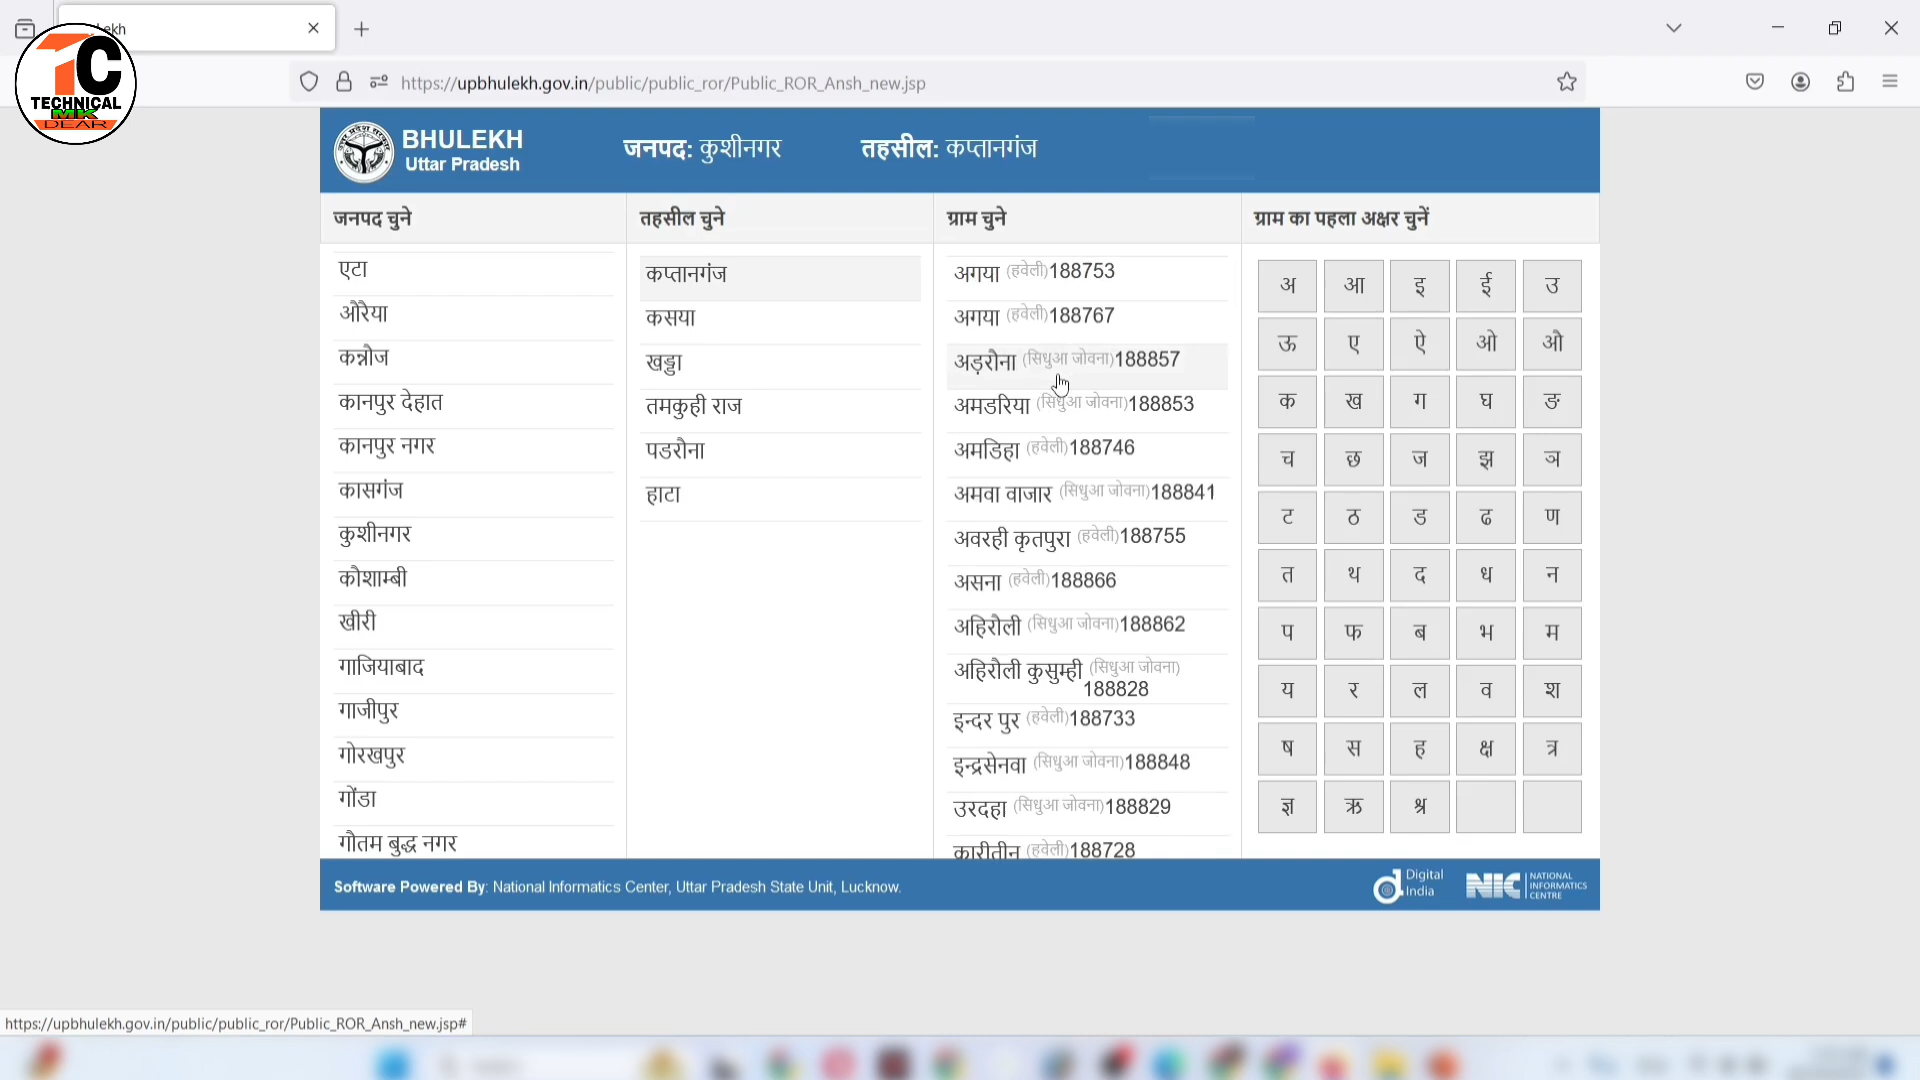 TC
TECHNICAL
MK
DEAR
https://upbhulekh.gov.in/public/public_ror/Public_ROR_Ansh_new.jsp
BHULEKH
Uttar Pradesh
जनपद: कुशीनगर
तहसील: कप्तानगंज
जनपद चुने
एटा
औरैया
कन्नौज
कानपुर देहात
कानपुर नगर
कासगंज
कुशीनगर
कौशाम्बी
खीरी
गाजियाबाद
गाजीपुर
गोरखपुर
गोंडा
गौतम बुद्ध नगर
तहसील चुने
कप्तानगंज
कसया
खड्डा
तमकुही राज
पडरौना
हाटा
ग्राम चुने
अगया (हवेली)188753
अगया (हवेली)188767
अड़रौना (सिधुआ जोवना)188857
अमडरिया (सिधुआ जोवना)188853
अमडिहा (हवेली)188746
अमवा वाजार (सिधुआ जोवना)188841
अवरही कृतपुरा (हवेली)188755
असना (हवेली)188866
अहिरौली (सिधुआ जोवना)188862
अहिरौली कुसुम्ही (सिधुआ जोवना)
188828
इन्दर पुर (हवेली)188733
इन्द्रसेनवा (सिधुआ जोवना)188848
उरदहा (सिधुआ जोवना)188829
कारीतीन (हवेली)188728
ग्राम का पहला अक्षर चुनें
अ आ इ ई उ
ऊ ए ऐ ओ औ
क ख ग घ ङ
च छ ज झ ञ
ट ठ ड ढ ण
त थ द ध न
प फ ब भ म
य र ल व श
ष स ह क्ष त्र
ज्ञ ऋ श्र
Software Powered By: National Informatics Center, Uttar Pradesh State Unit, Lucknow.
Digital
India
NIC
NATIONAL
INFORMATICS
CENTRE
https://upbhulekh.gov.in/public/public_ror/Public_ROR_Ansh_new.jsp#